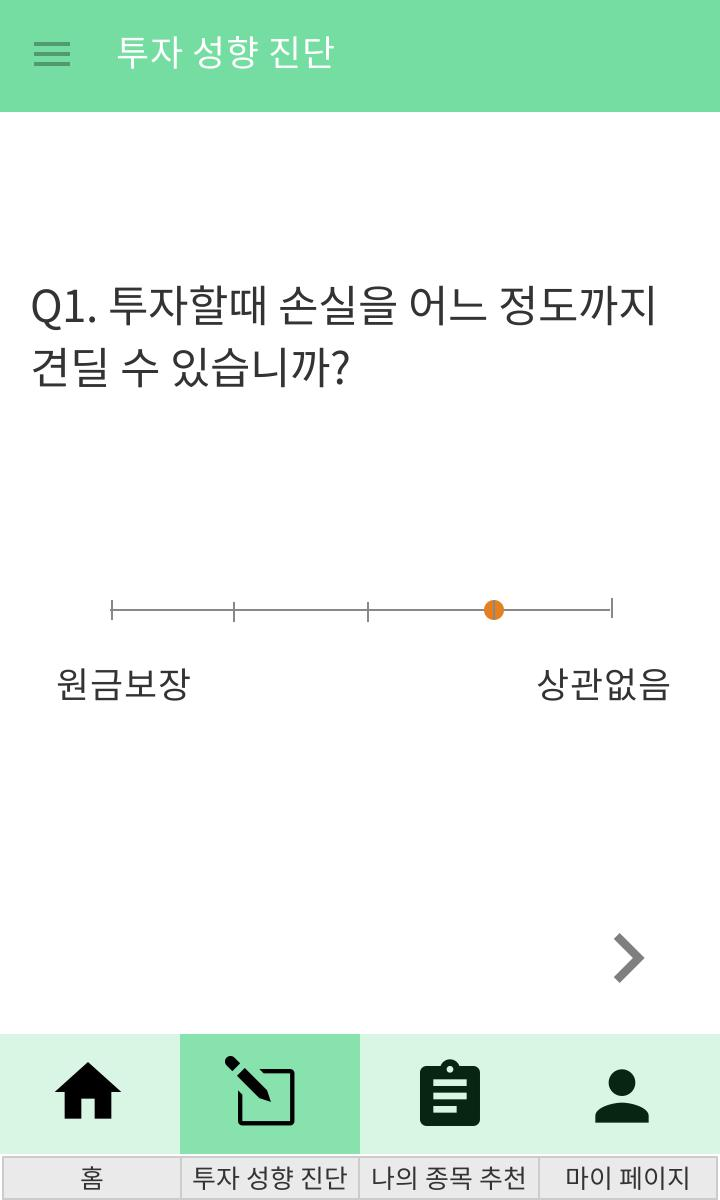 투자 성향 진단
Q1. 투자할때 손실을 어느 정도까지
견딜 수 있습니까?
원금보장 상관없음
홈 투자 성향 진단 나의 종목 추천 마이 페이지